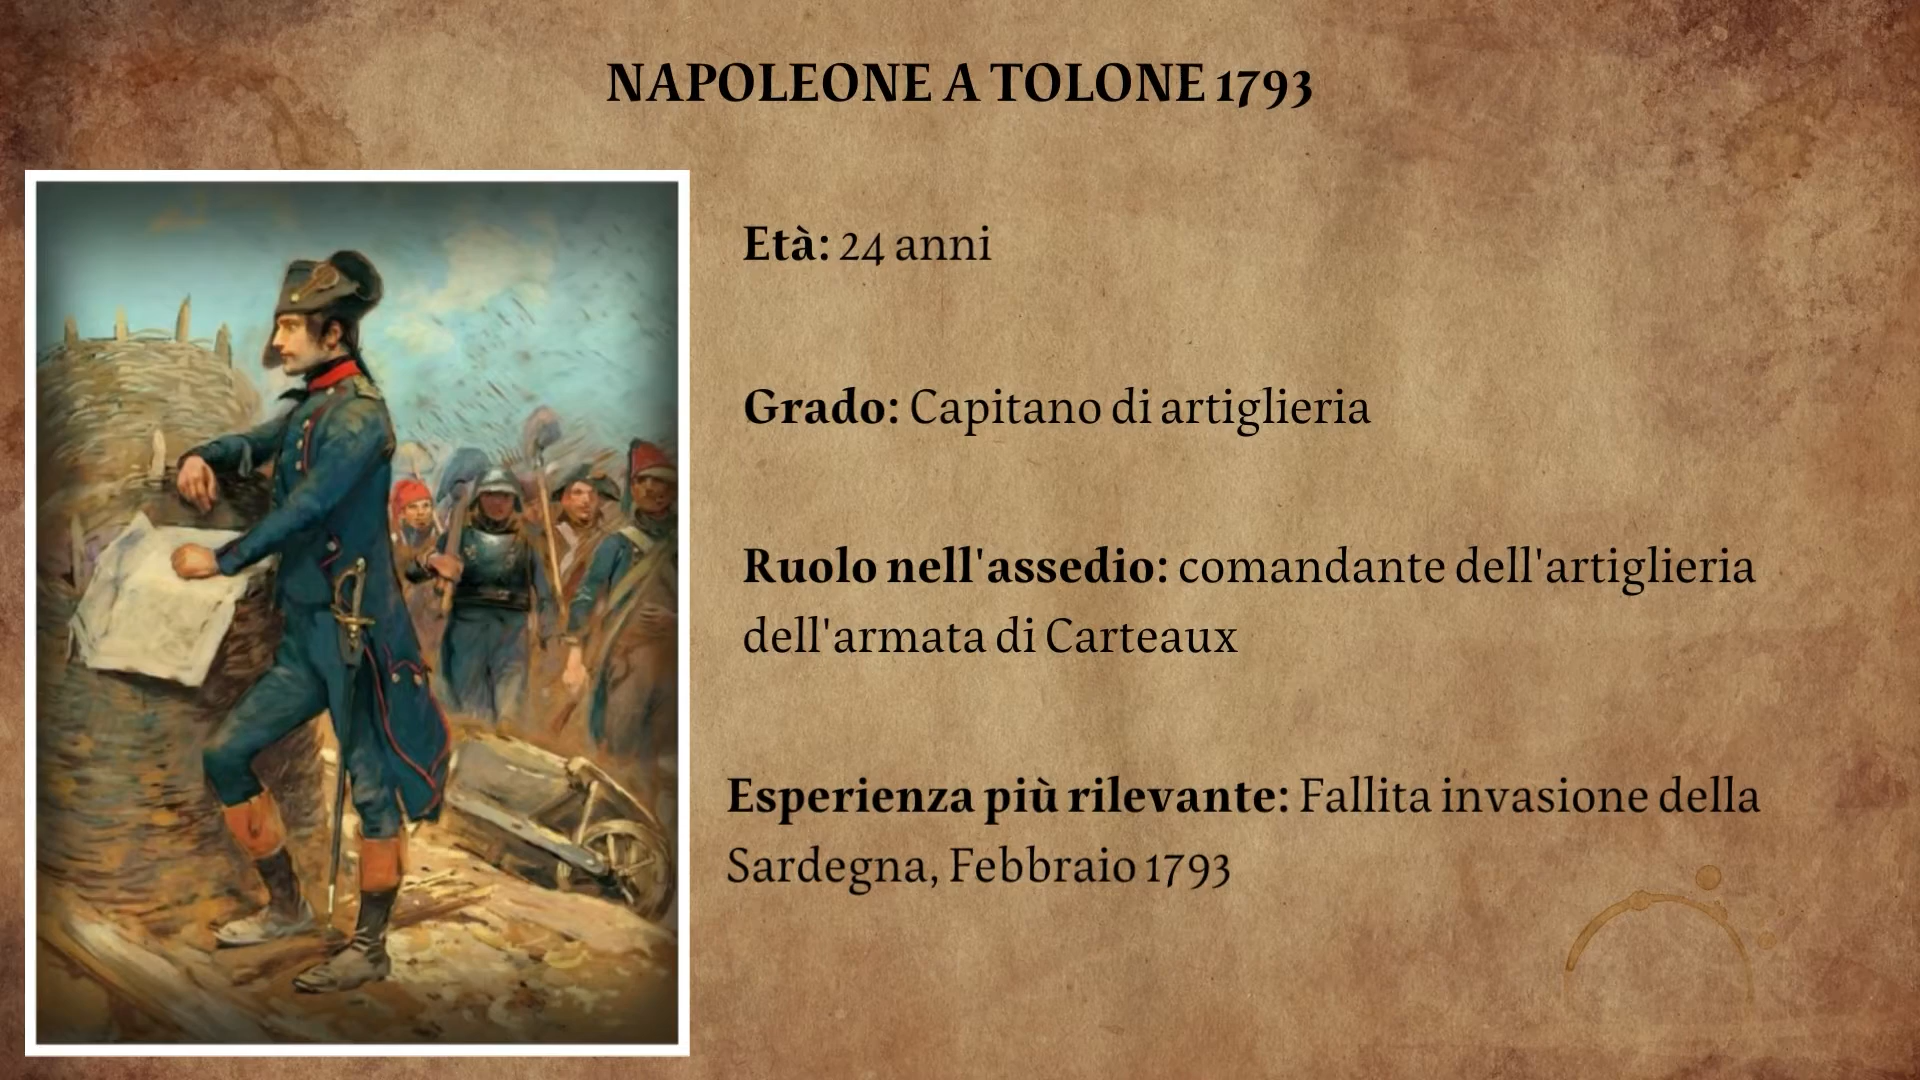 NAPOLEONE A TOLONE 1793
Età: 24 anni
Grado: Capitano di artiglieria
Ruolo nell'assedio: comandante dell'artiglieria
dell'armata di Carteaux
Esperienza più rilevante: Fallita invasione della
Sardegna, Febbraio 1793